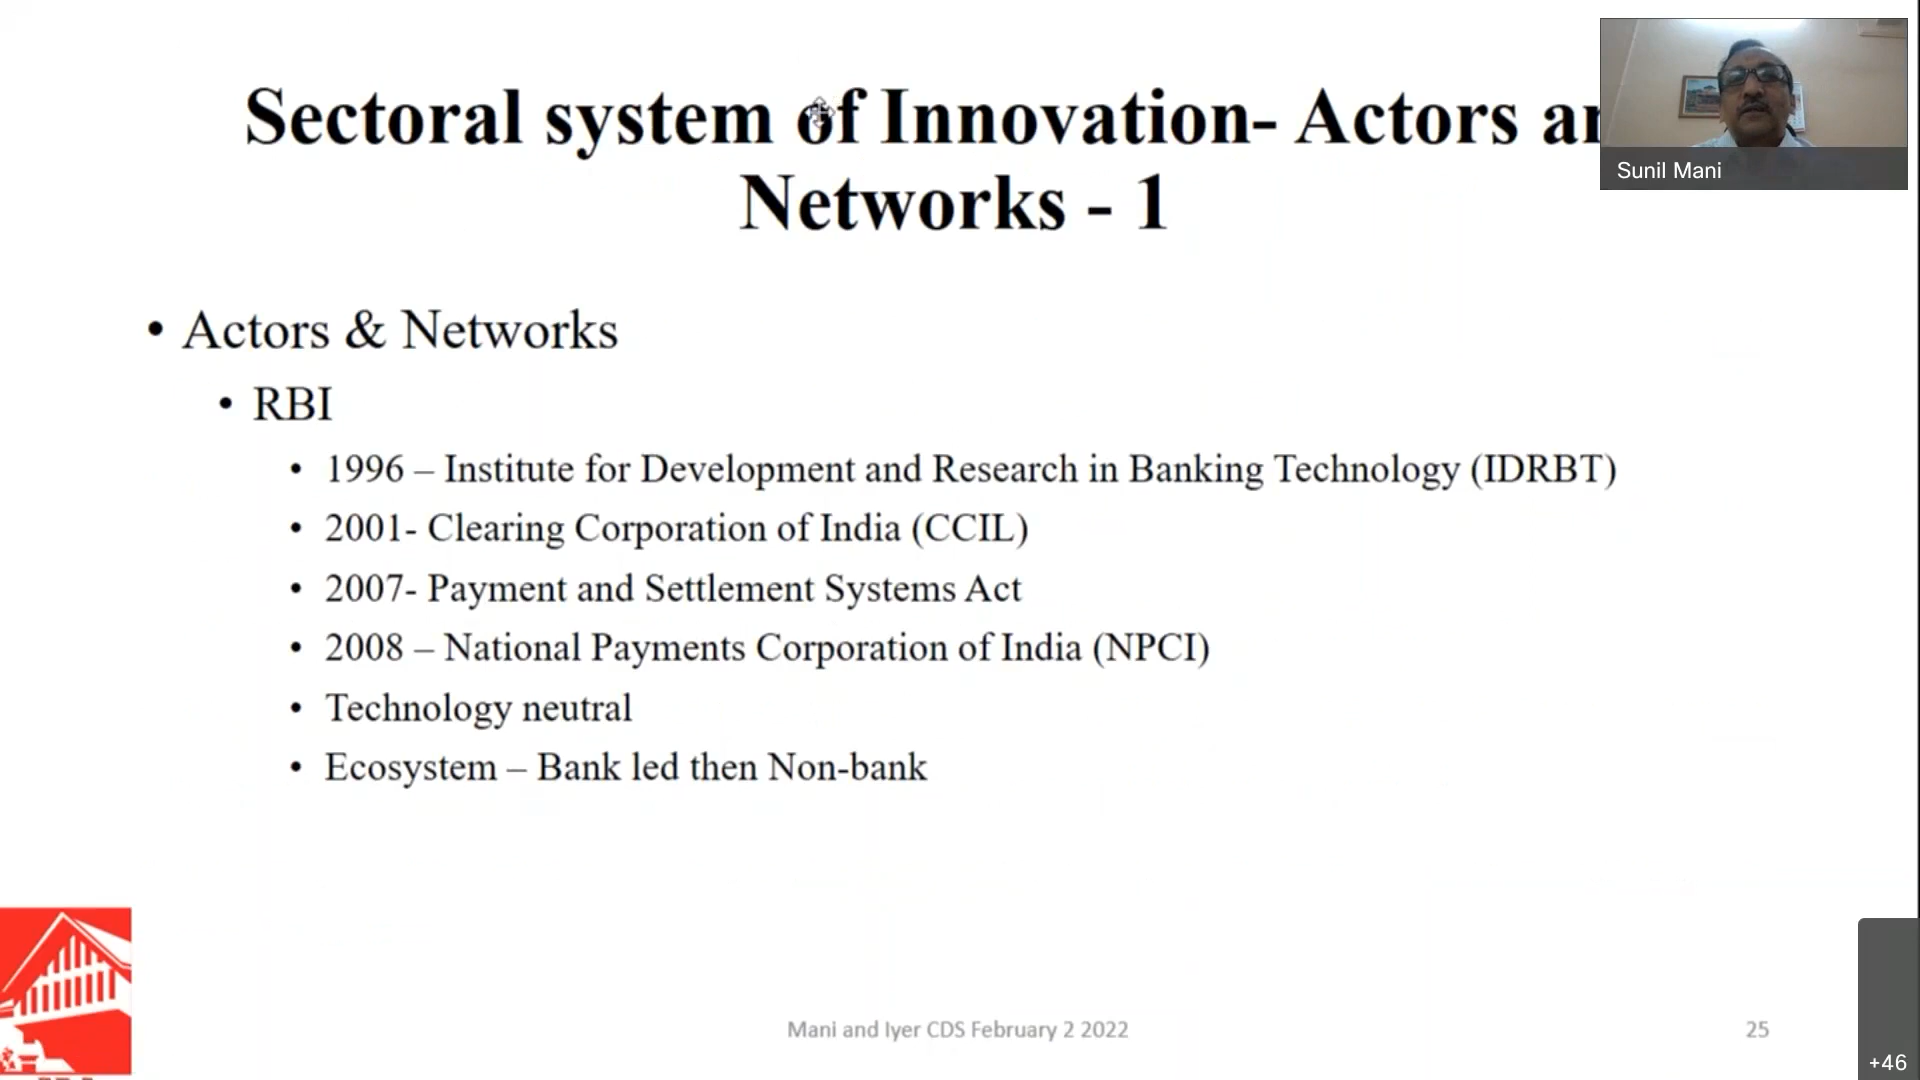 Sectoral system of Innovation- Actors an
Networks - 1
Sunil Mani
• Actors & Networks
• RBI
• 1996 – Institute for Development and Research in Banking Technology (IDRBT)
• 2001- Clearing Corporation of India (CCIL)
• 2007- Payment and Settlement Systems Act
• 2008 – National Payments Corporation of India (NPCI)
• Technology neutral
• Ecosystem – Bank led then Non-bank
Mani and Iyer CDS February 2 2022
25
+46